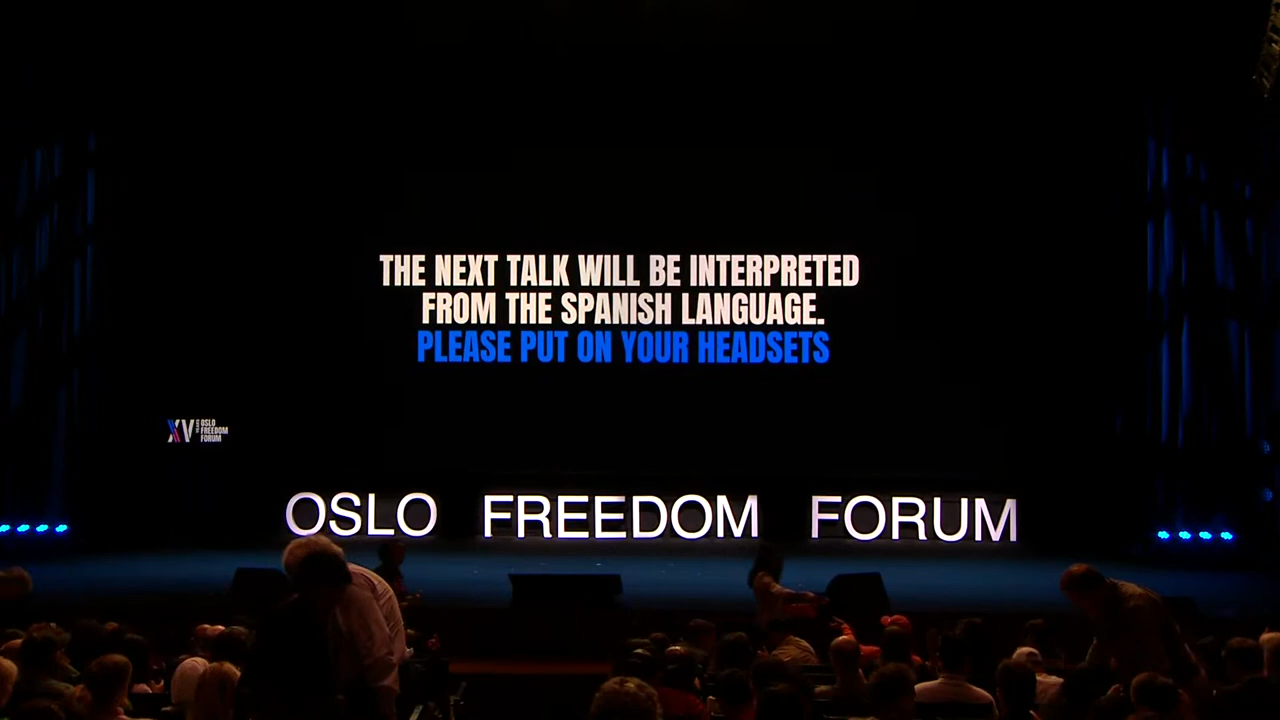 THE NEXT TALK WILL BE INTERPRETED
FROM THE SPANISH LANGUAGE.
PLEASE PUT ON YOUR HEADSETS
XV
OSLO
FREEDOM
FORUM
OSLO FREEDOM FORUM